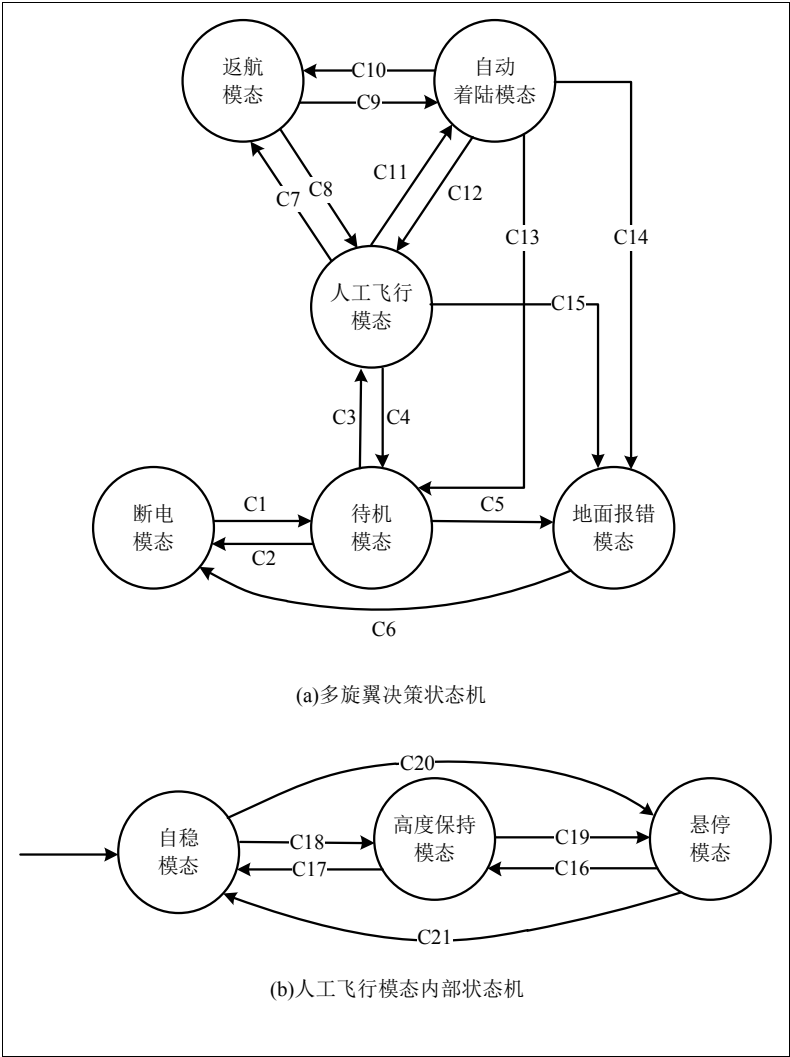 返航
模态
自动
着陆模态
C10
C9
C11
C8
C7
C12
C13
C14
人工飞行
模态
C15
C3
C4
断电
模态
C1
C2
待机
模态
C5
地面报错
模态
C6
(a)多旋翼决策状态机
C20
自稳
模态
C18
C17
高度保持
模态
C19
C16
悬停
模态
C21
(b)人工飞行模态内部状态机